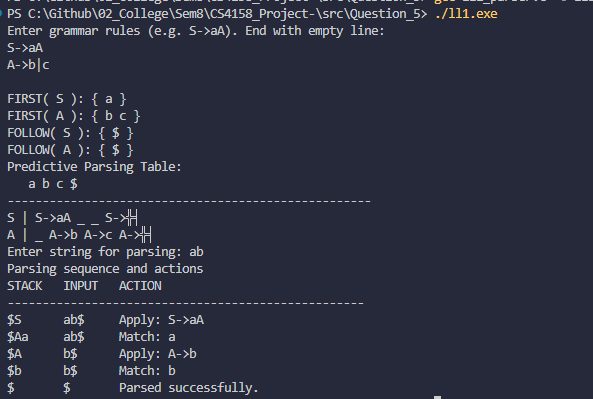 PS C:\Github\02_College\Sem8\CS4158_Project-\src\Question_5> ./ll1.exe
Enter grammar rules (e.g. S->aA). End with empty line:
S->aA
A->b|c
FIRST( S ): { a }
FIRST( A ): { b c }
FOLLOW( S ): { $ }
FOLLOW( A ): { $ }
Predictive Parsing Table:
a b c $
----------------------------------------------------
S | S->aA _ _ S->╬
A | _ A->b A->c A->╬
Enter string for parsing: ab
Parsing sequence and actions
STACK INPUT ACTION
---------------------------------------------------
$S ab$ Apply: S->aA
$Aa ab$ Match: a
$A b$ Apply: A->b
$b b$ Match: b
$ $ Parsed successfully.